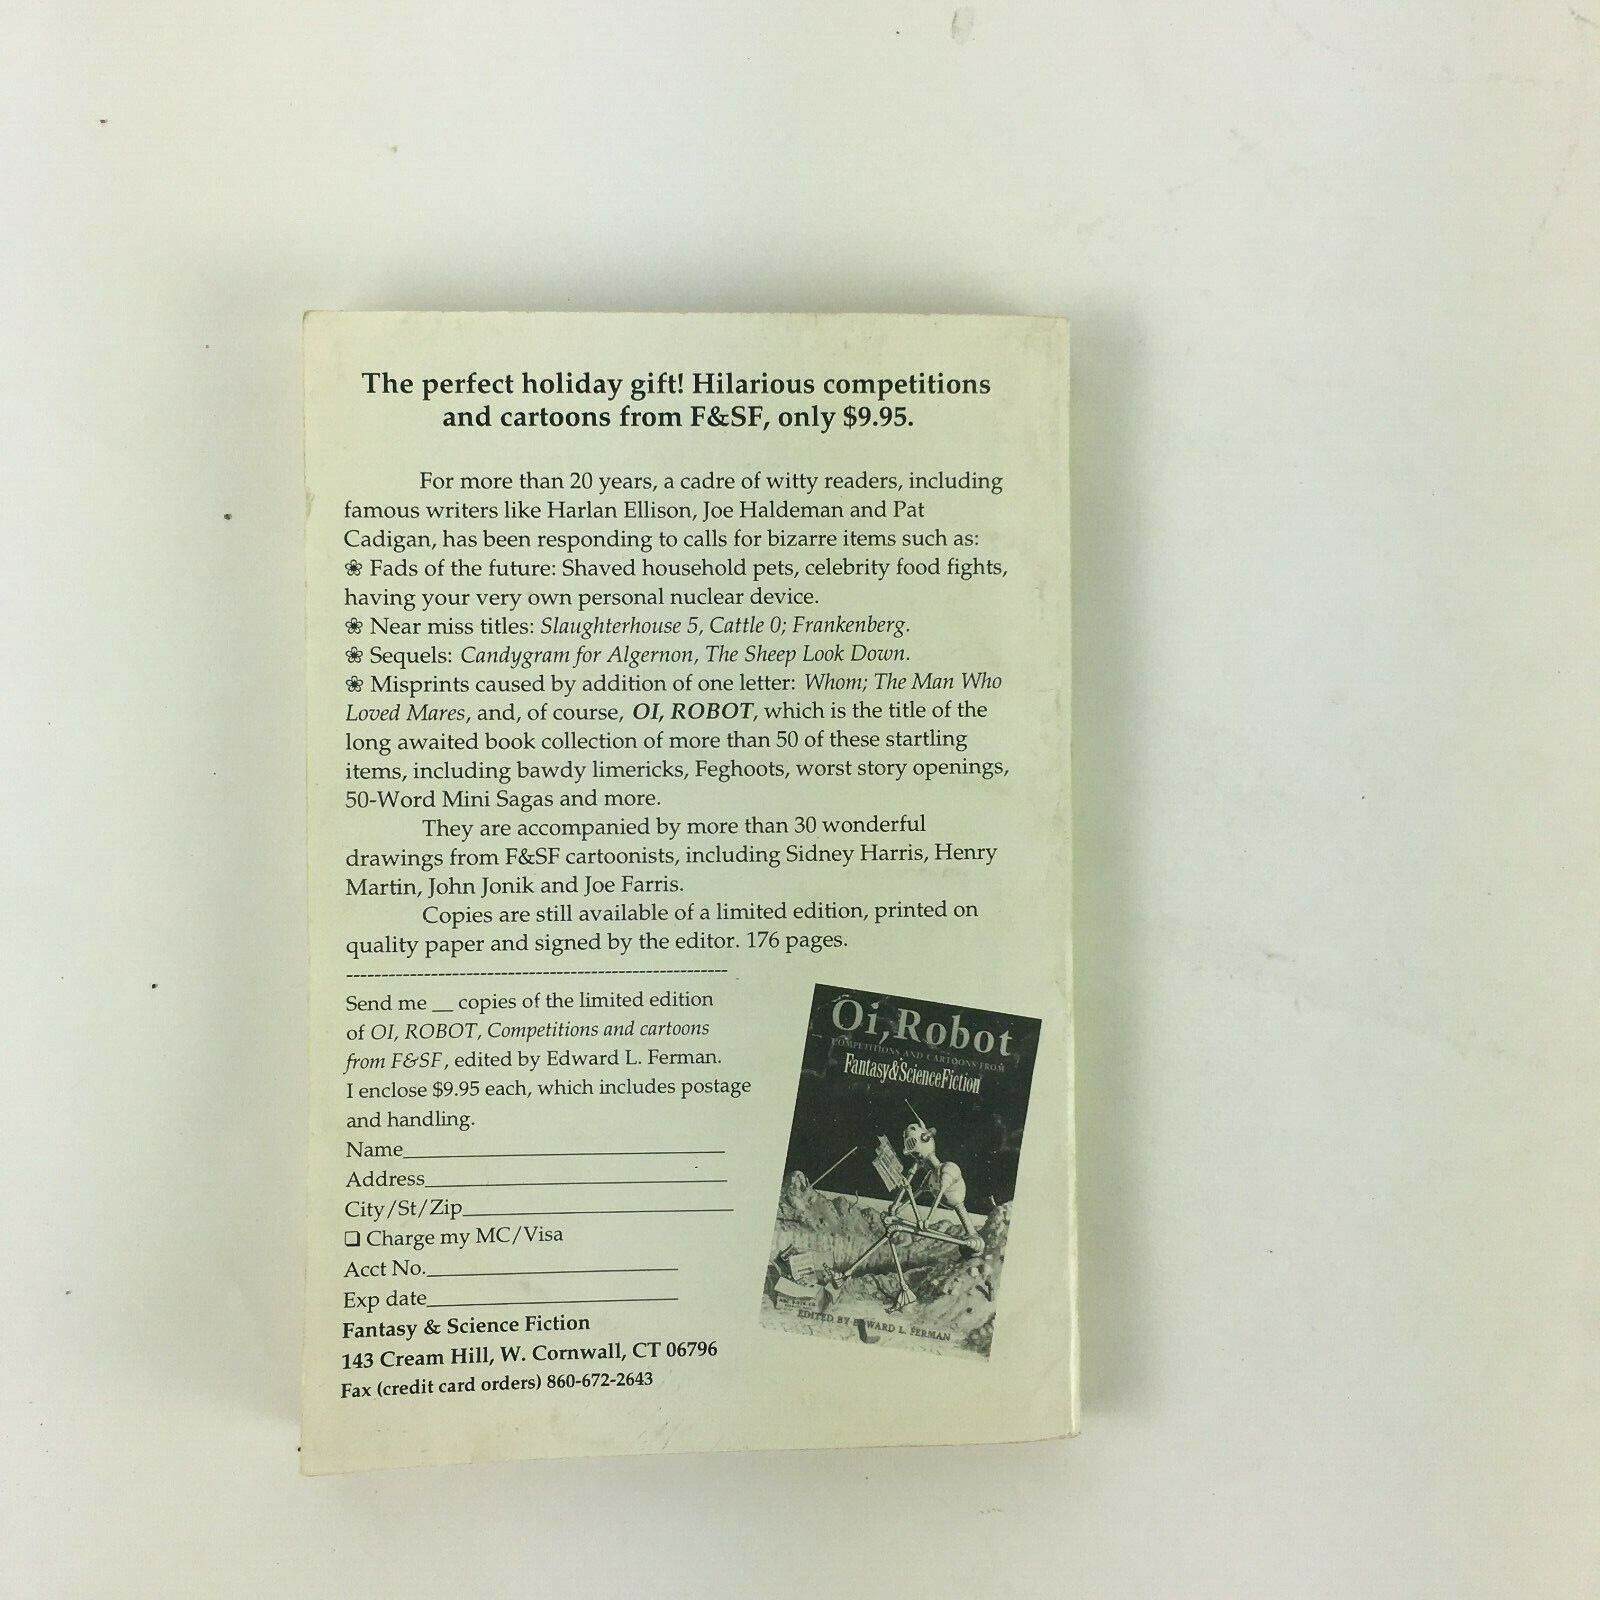 The perfect holiday gift! Hilarious competitions
and cartoons from F&SF, only $9.95.
For more than 20 years, a cadre of witty readers, including
famous writers like Harlan Ellison, Joe Haldeman and Pat
Cadigan, has been responding to calls for bizarre items such as:
❀ Fads of the future: Shaved household pets, celebrity food fights,
having your very own personal nuclear device.
❀ Near miss titles: Slaughterhouse 5, Cattle 0; Frankenberg.
❀ Sequels: Candygram for Algernon, The Sheep Look Down.
❀ Misprints caused by addition of one letter: Whom; The Man Who
Loved Mares, and, of course, OI, ROBOT, which is the title of the
long awaited book collection of more than 50 of these startling
items, including bawdy limericks, Feghoots, worst story openings,
50-Word Mini Sagas and more.
They are accompanied by more than 30 wonderful
drawings from F&SF cartoonists, including Sidney Harris, Henry
Martin, John Jonik and Joe Farris.
Copies are still available of a limited edition, printed on
quality paper and signed by the editor. 176 pages.
Send me __ copies of the limited edition
of OI, ROBOT, Competitions and cartoons
from F&SF, edited by Edward L. Ferman.
I enclose $9.95 each, which includes postage
and handling.
Name
Address
City/St/Zip
❏ Charge my MC/Visa
Acct No.
Exp date
Fantasy & Science Fiction
143 Cream Hill, W. Cornwall, CT 06796
Fax (credit card orders) 860-672-2643
Oi, Robot
COMPETITIONS AND CARTOONS FROM
Fantasy & Science Fiction
EDITED BY EDWARD L. FERMAN